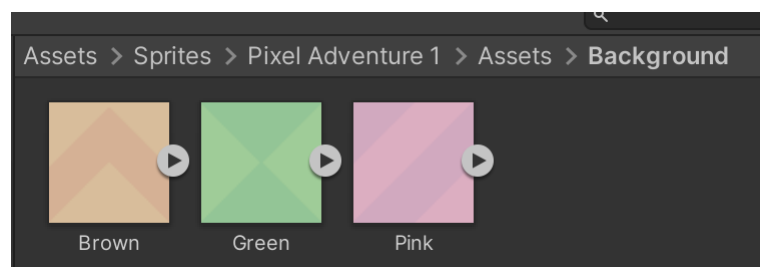 Assets > Sprites > Pixel Adventure 1 > Assets > Background
Brown Green Pink